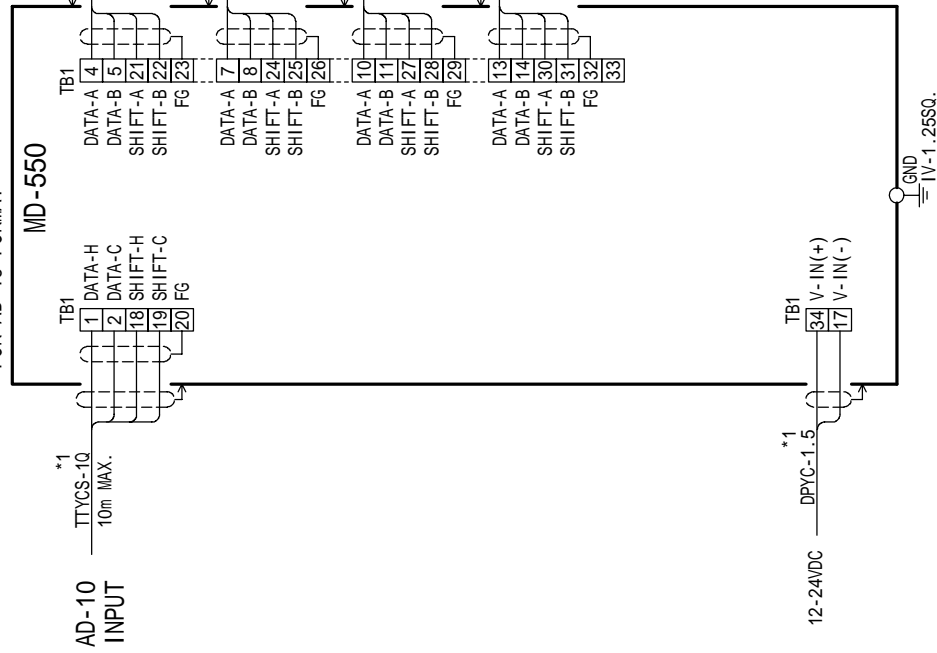 FOR AD-10 FORMAT
MD-550
TB1
4 DATA-A
5 DATA-B
21 SHIFT-A
22 SHIFT-B
23 FG
7 DATA-A
8 DATA-B
24 SHIFT-A
25 SHIFT-B
26 FG
10 DATA-A
11 DATA-B
27 SHIFT-A
28 SHIFT-B
29 FG
13 DATA-A
14 DATA-B
30 SHIFT-A
31 SHIFT-B
32 FG
33
TB1
1 DATA-H
2 DATA-C
18 SHIFT-H
19 SHIFT-C
20 FG
*1
TTYCS-1Q
10m MAX.
AD-10
INPUT
TB1
34 V-IN(+)
17 V-IN(-)
*1
DPYC-1.5
12-24VDC
GND
IV-1.25SQ.